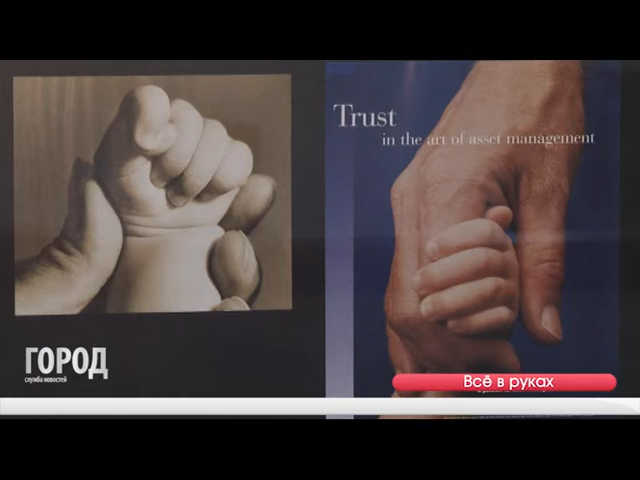 Trust
in the art of asset management
ГОРОД
служба новостей
Всё в руках